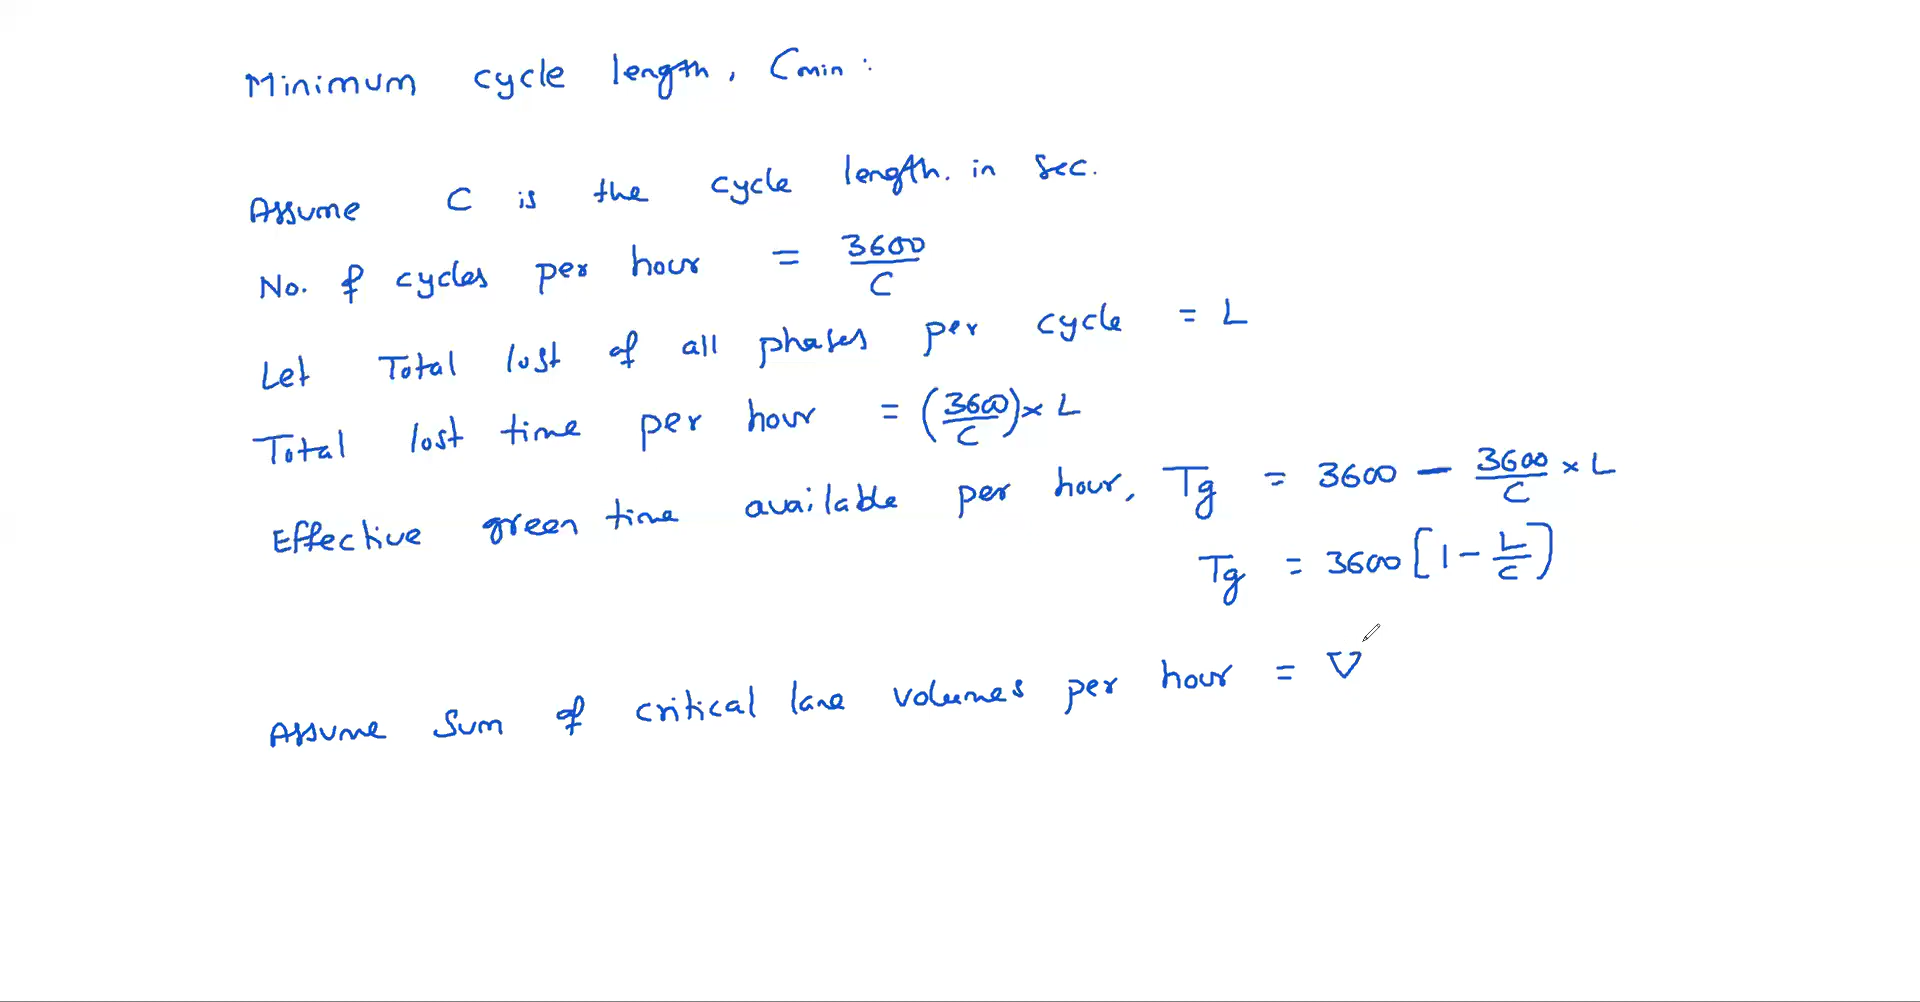 Minimum cycle length, Cmin :
Assume C is the cycle length. in sec.
No. of cycles per hour = 3600/C
Let Total lost of all phases per cycle = L
Total lost time per hour = (3600/C) × L
Effective green time available per hour, Tg = 3600 - 3600/C × L
Tg = 3600 [1 - L/C]
Assume Sum of critical lane volumes per hour = V